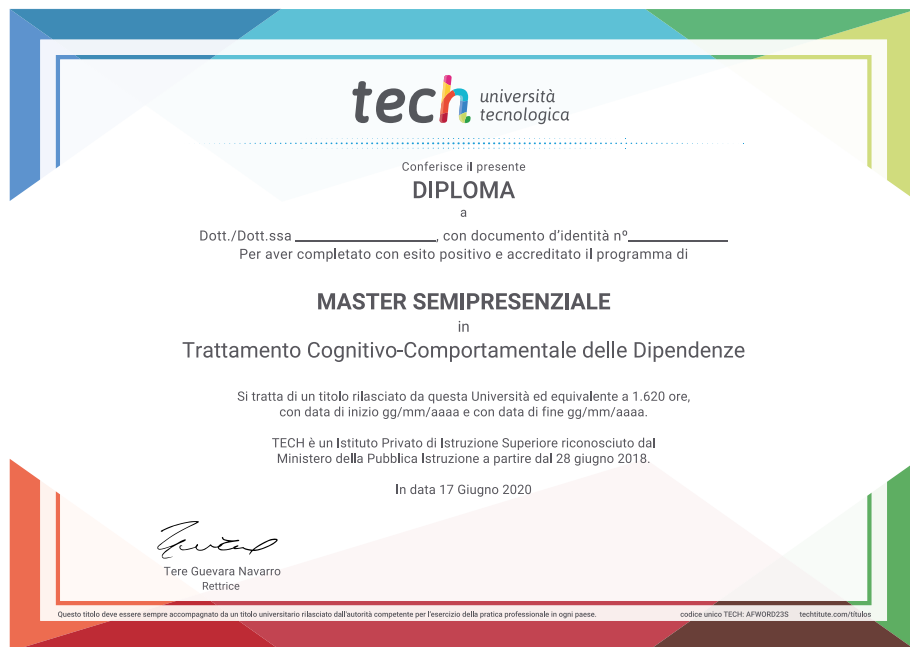 tech università
tecnologica
Conferisce il presente
DIPLOMA
a
Dott./Dott.ssa ____________________, con documento d'identità nº______________
Per aver completato con esito positivo e accreditato il programma di
MASTER SEMIPRESENZIALE
in
Trattamento Cognitivo-Comportamentale delle Dipendenze
Si tratta di un titolo rilasciato da questa Università ed equivalente a 1.620 ore,
con data di inizio gg/mm/aaaa e con data di fine gg/mm/aaaa.
TECH è un Istituto Privato di Istruzione Superiore riconosciuto dal
Ministero della Pubblica Istruzione a partire dal 28 giugno 2018.
In data 17 Giugno 2020
Tere Guevara Navarro
Rettrice
Questo titolo deve essere sempre accompagnato da un titolo universitario rilasciato dall'autorità competente per l'esercizio della pratica professionale in ogni paese. codice unico TECH: AFWORD23S techtitute.com/titulos